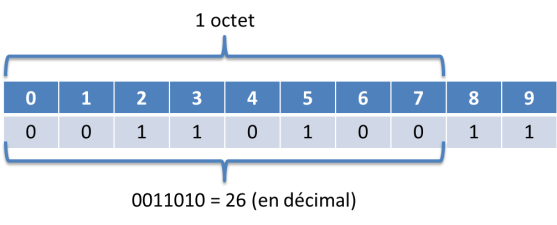 1 octet
0 1 2 3 4 5 6 7 8 9
0 0 1 1 0 1 0 0 1 1
0011010 = 26 (en décimal)